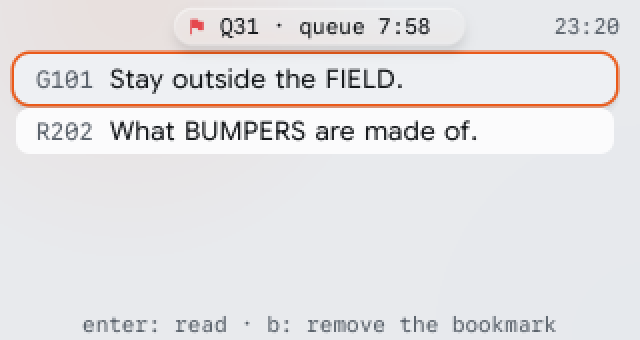 Q31 · queue 7:58
23:20
G101 Stay outside the FIELD.
R202 What BUMPERS are made of.
enter: read · b: remove the bookmark